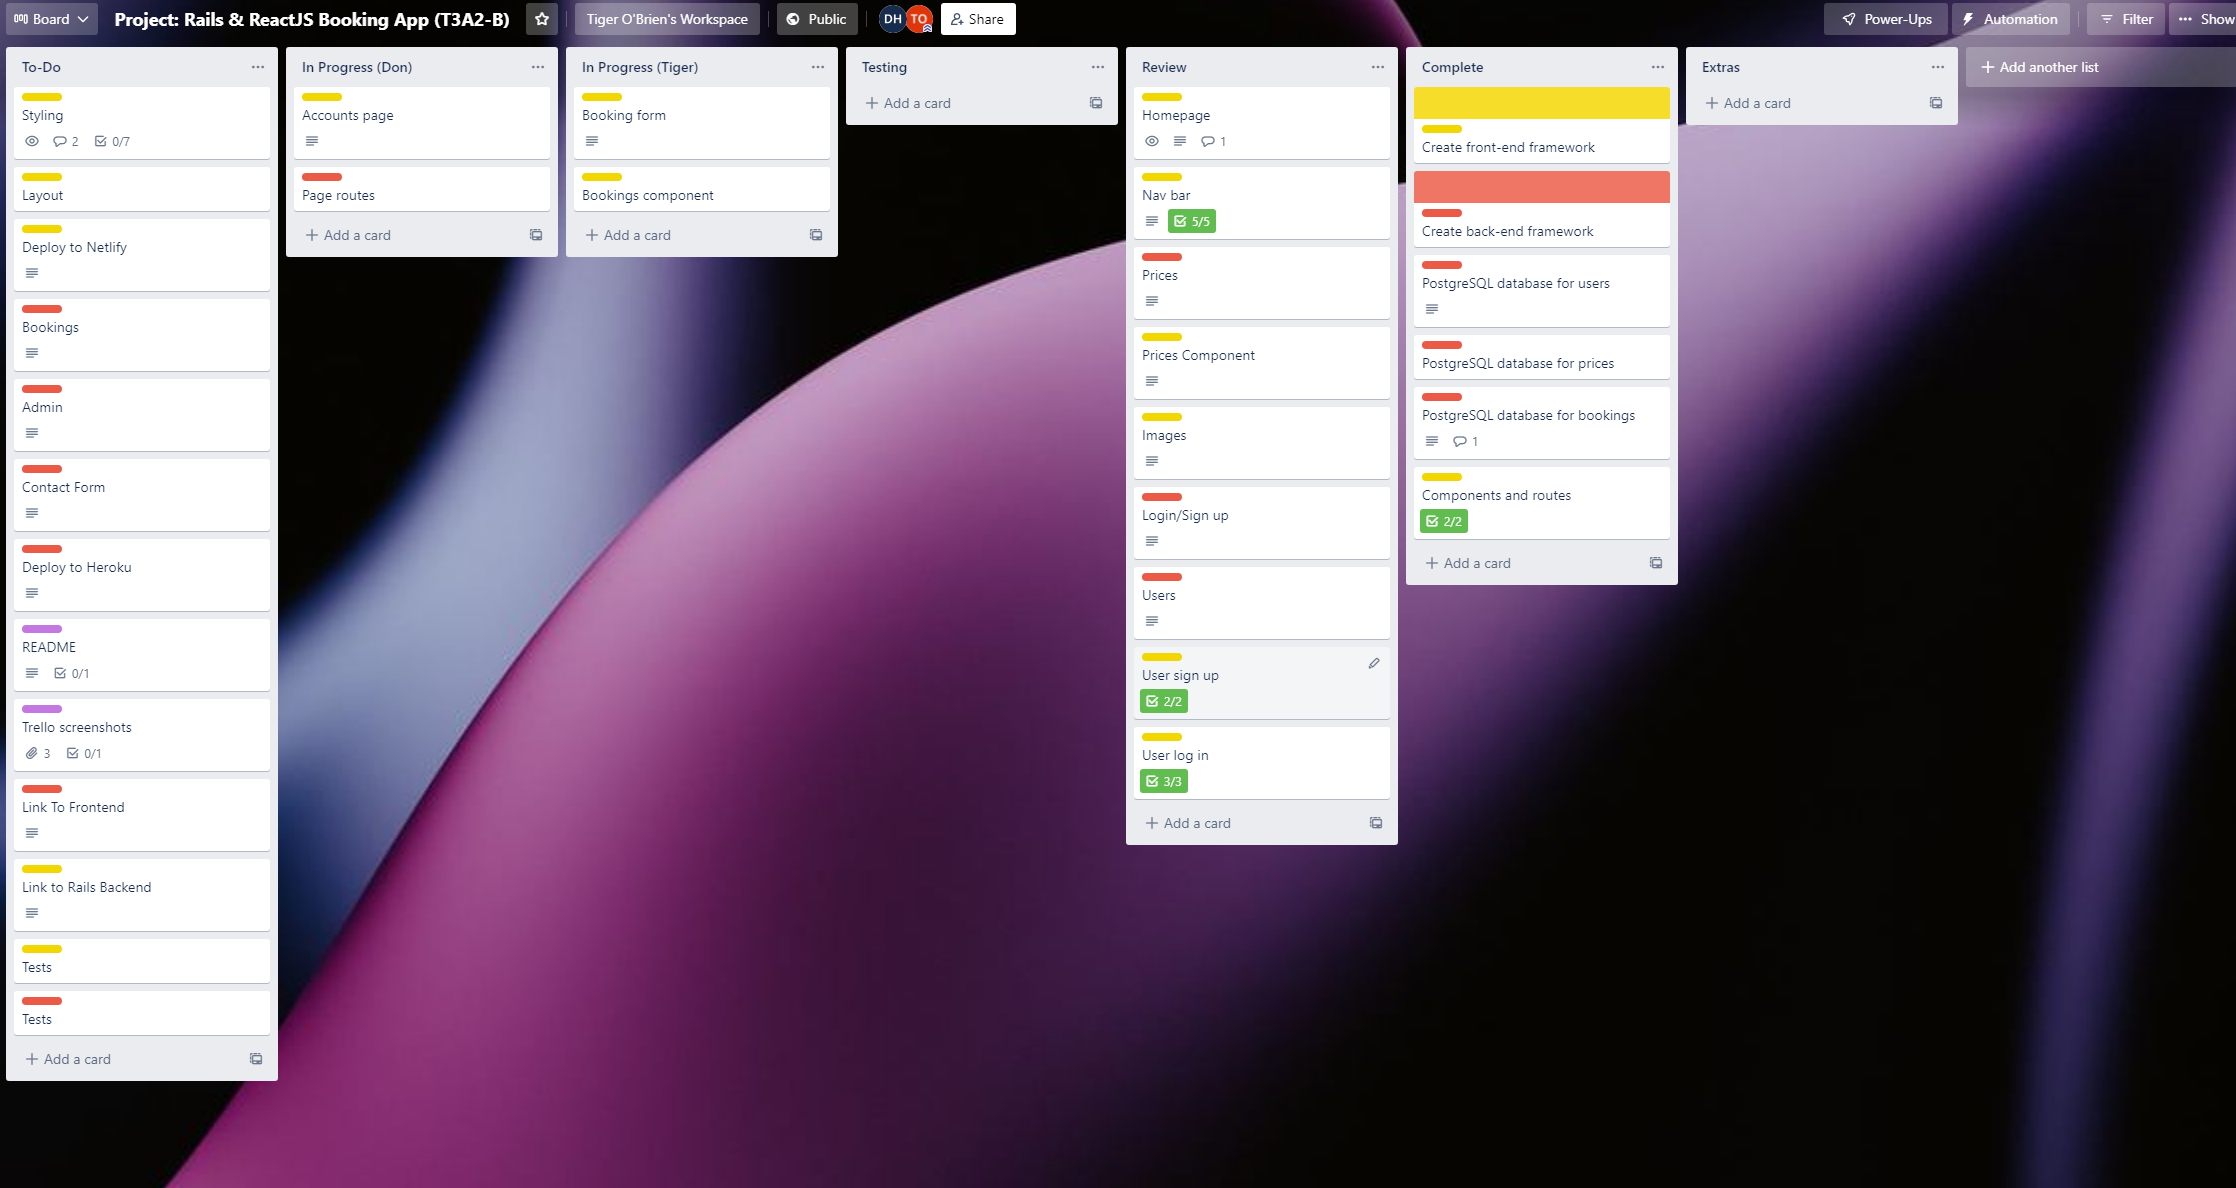 Board
Project: Rails & ReactJS Booking App (T3A2-B)
Tiger O'Brien's Workspace
Public
DH
TO
Share
Power-Ups
Automation
Filter
Show
To-Do
Styling
2
0/7
Layout
Deploy to Netlify
Bookings
Admin
Contact Form
Deploy to Heroku
README
0/1
Trello screenshots
3
0/1
Link To Frontend
Link to Rails Backend
Tests
Tests
Add a card
In Progress (Don)
Accounts page
Page routes
Add a card
In Progress (Tiger)
Booking form
Bookings component
Add a card
Testing
Add a card
Review
Homepage
1
Nav bar
5/5
Prices
Prices Component
Images
Login/Sign up
Users
User sign up
2/2
User log in
3/3
Add a card
Complete
Create front-end framework
Create back-end framework
PostgreSQL database for users
PostgreSQL database for prices
PostgreSQL database for bookings
1
Components and routes
2/2
Add a card
Extras
Add a card
Add another list